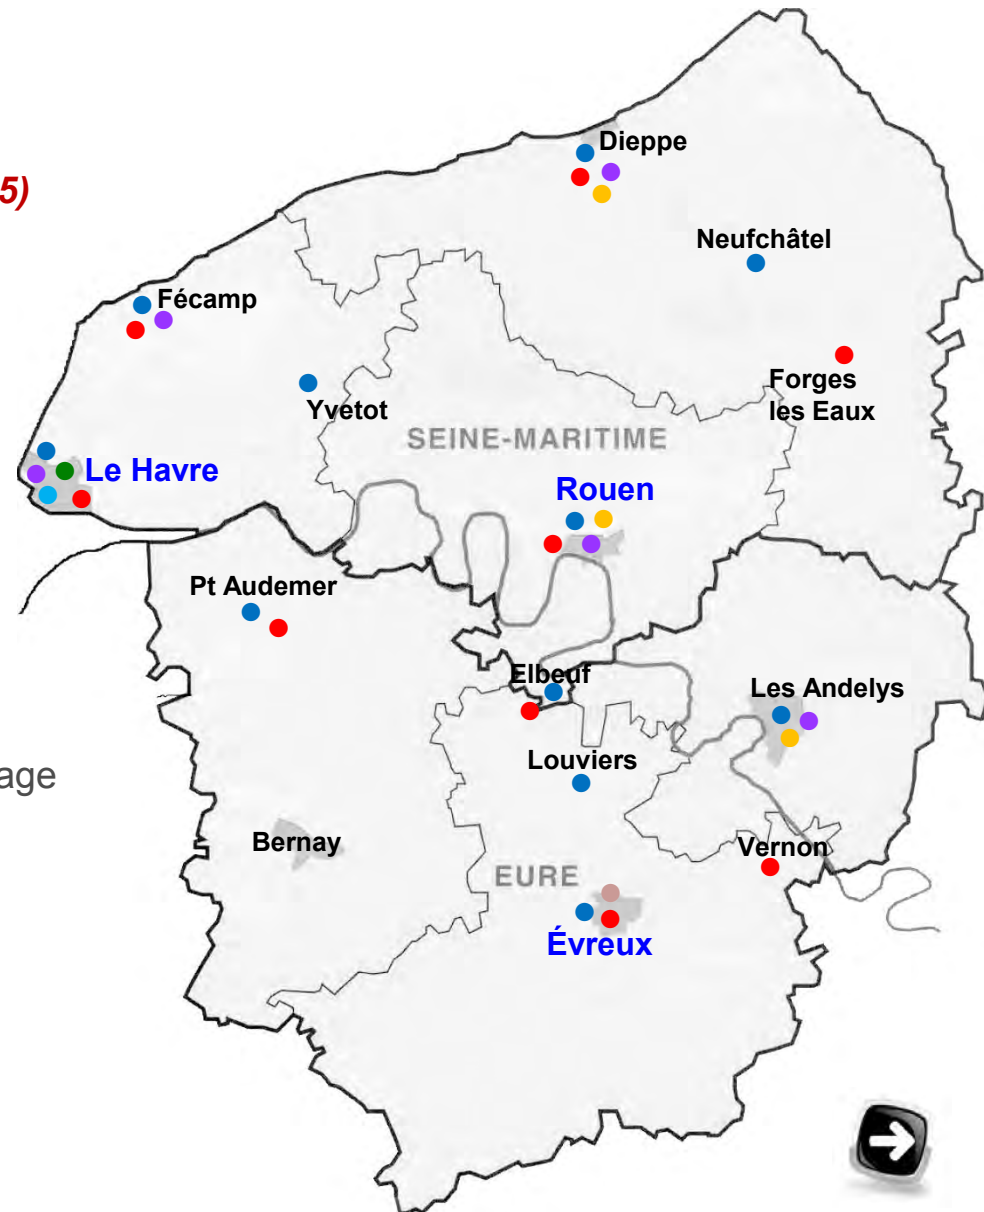 Dieppe
5)
Neufchâtel
Fécamp
Forges
les Eaux
Yvetot
SEINE-MARITIME
Le Havre
Rouen
Pt Audemer
Elbeuf
Les Andelys
Louviers
age
Bernay
Vernon
EURE
Évreux